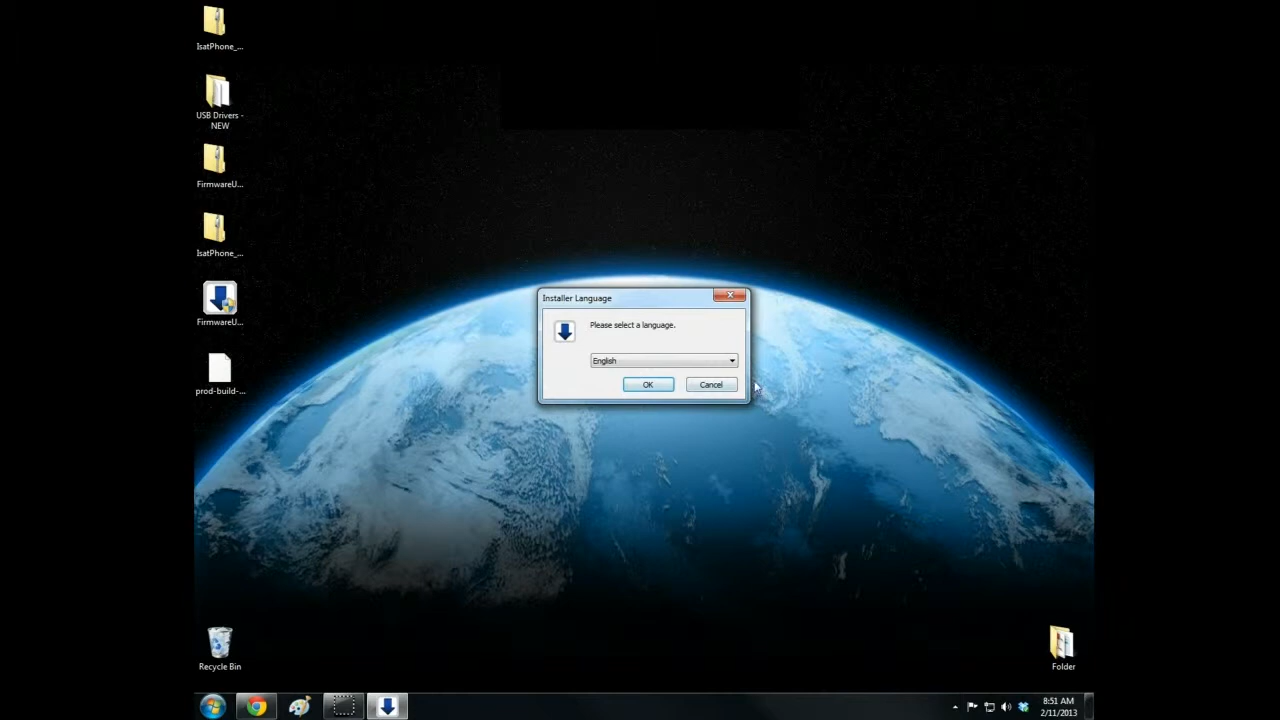 IsatPhone_...
USB Drivers -
NEW
FirmwareU...
IsatPhone_...
FirmwareU...
prod-build-...
Installer Language
Please select a language.
English
OK
Cancel
Recycle Bin
Folder
8:51 AM
2/11/2013